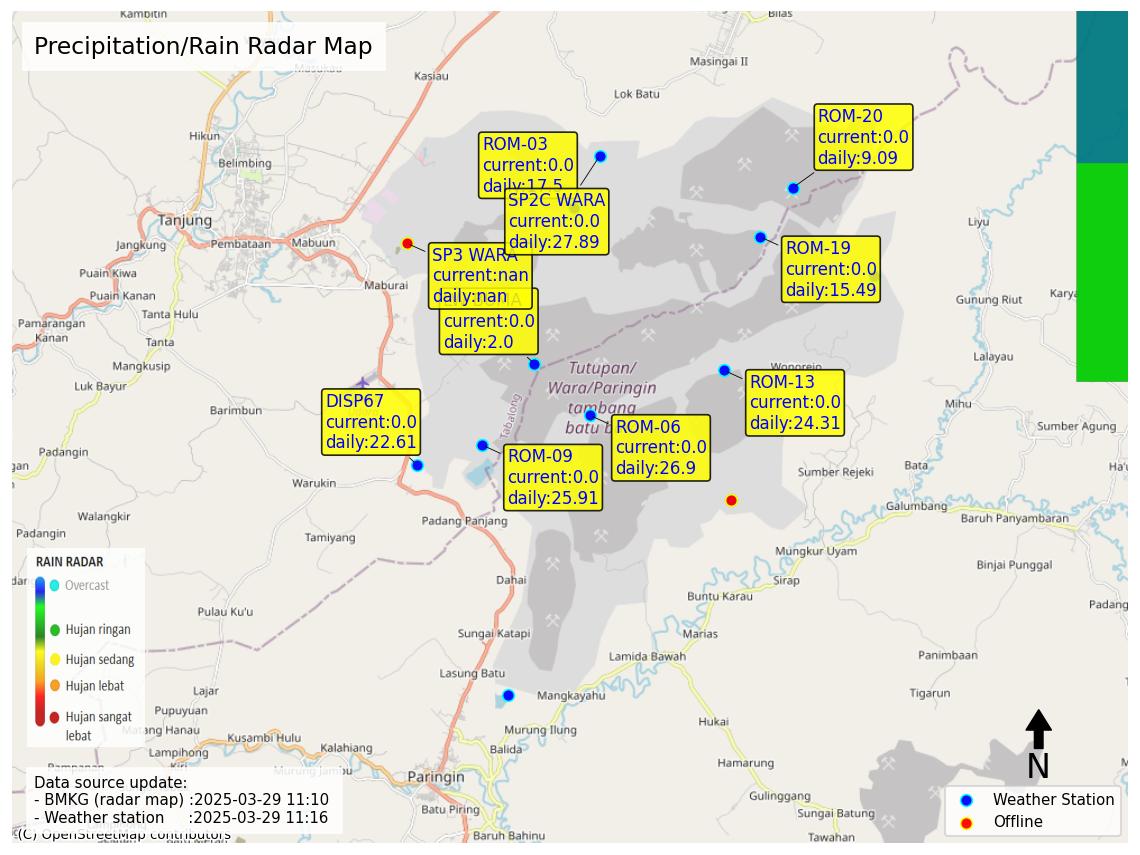 Precipitation/Rain Radar Map
Kambitin
Bilas
Masingai II
Kasiau
Lok Batu
Hikun
Belimbing
Tanjung
Jangkung
Pembataan
Mabuun
Maburai
Puain Kiwa
Puain Kanan
Tanta Hulu
Pamarangan
Kanan
Tanta
Mangkusip
Luk Bayur
Barimbun
ROM-03
current:0.0
daily:17.5
SP2C WARA
current:0.0
daily:27.89
ROM-20
current:0.0
daily:9.09
ROM-19
current:0.0
daily:15.49
SP3 WARA
current:nan
daily:nan
current:0.0
daily:2.0
Liyu
Gunung Riut
Karya
Lalayau
Wonorejo
Mihu
Sumber Agung
Tutupan/
Wara/Paringin
tambang
batu b
Tabalong
ROM-13
current:0.0
daily:24.31
DISP67
current:0.0
daily:22.61
ROM-06
current:0.0
daily:26.9
ROM-09
current:0.0
daily:25.91
Warukin
Sumber Rejeki
Bata
Galumbang
Baruh Panyambaran
Padangin
Walangkir
Padangin
Tamiyang
Padang Panjang
Mungkur Uyam
Binjai Punggal
Dahai
Sirap
Buntu Karau
Padang
Pulau Ku'u
Sungai Katapi
Marias
Lamida Bawah
Panimbaan
Lasung Batu
Tigarun
Mangkayahu
Lajar
Pupuyuan
Matang Hanau
Kusambi Hulu
Lampihong
Kalahiang
Murung Ilung
Hukai
Balida
Hamarung
Murung Jambu
Paringin
Gulinggang
Batu Piring
Sungai Batung
Baruh Bahinu
Tawahan
RAIN RADAR
Overcast
Hujan ringan
Hujan sedang
Hujan lebat
Hujan sangat
lebat
Data source update:
- BMKG (radar map) :2025-03-29 11:10
- Weather station :2025-03-29 11:16
(C) OpenStreetMap contributors
N
Weather Station
Offline